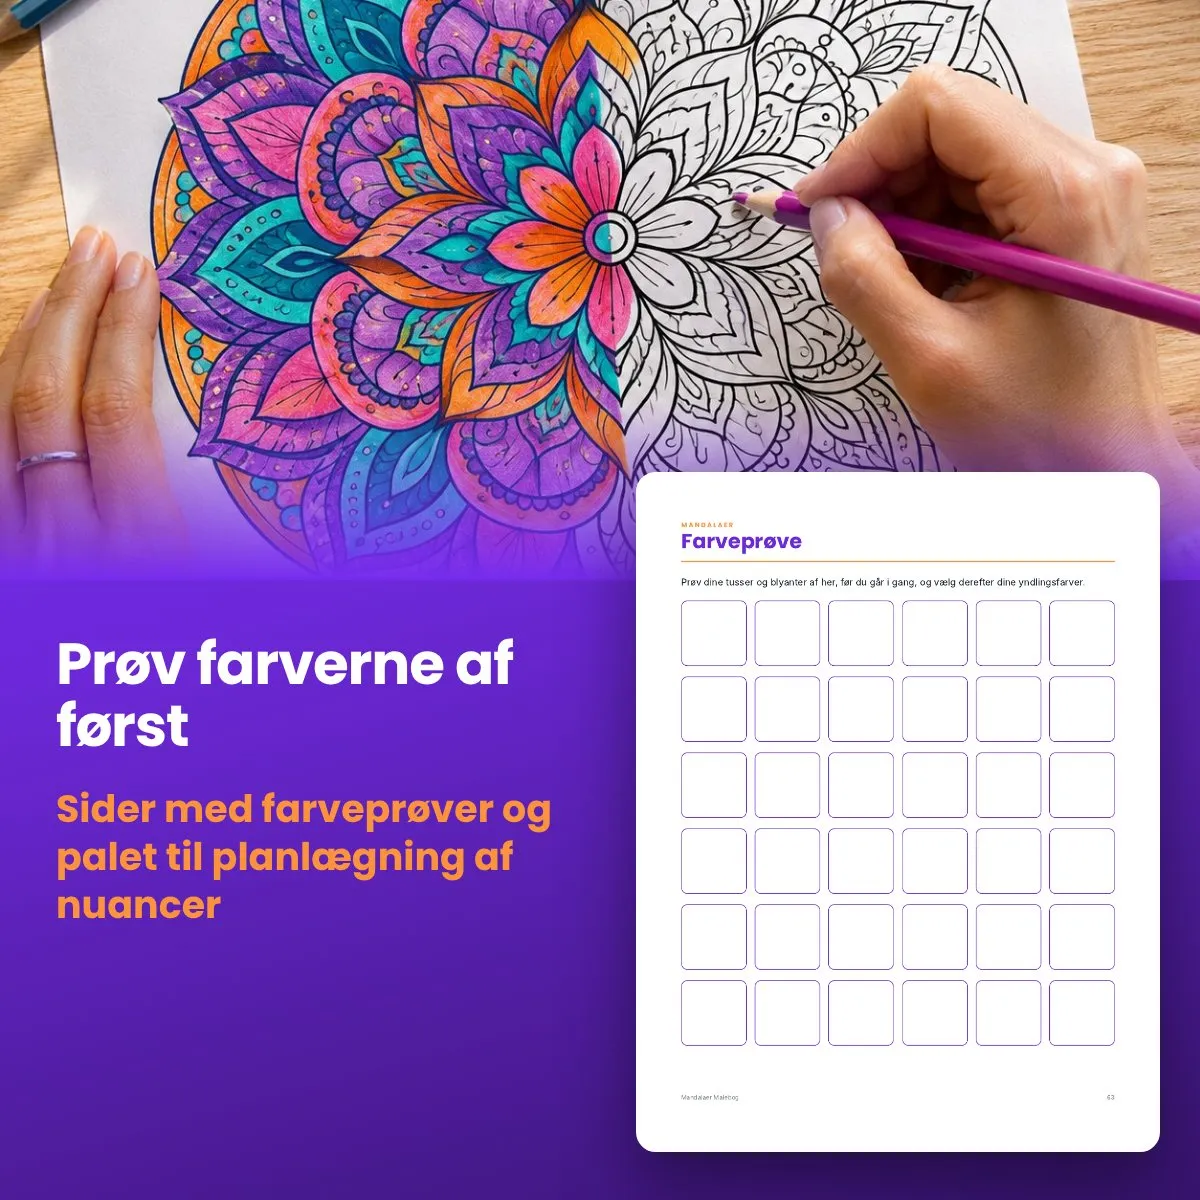 MANDALAER
Farveprøve
Prøv dine tusser og blyanter af her, før du går i gang, og vælg derefter dine yndlingsfarver.
Prøv farverne af
først
Sider med farveprøver og
palet til planlægning af
nuancer
Mandalaer Malebog
63